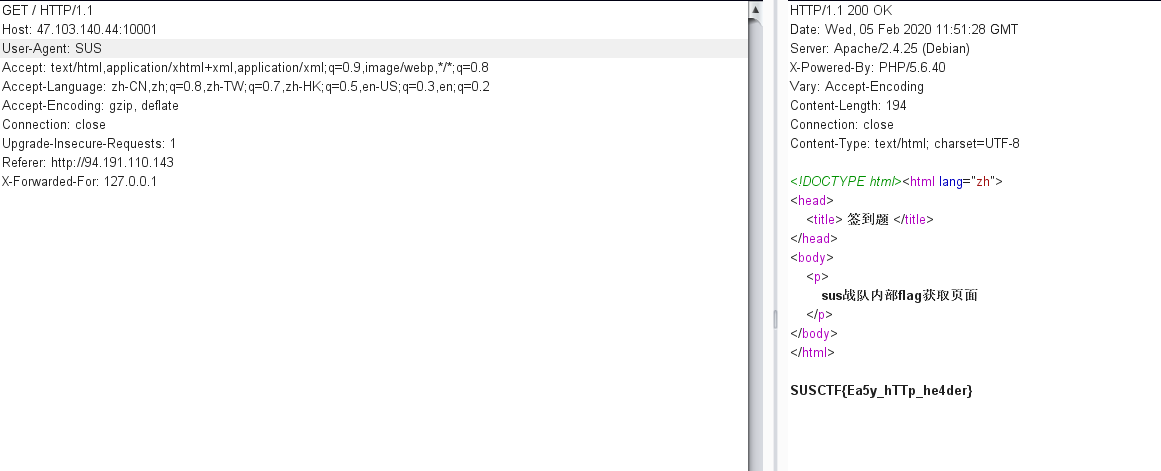 GET / HTTP/1.1
Host: 47.103.140.44:10001
User-Agent: SUS
Accept: text/html,application/xhtml+xml,application/xml;q=0.9,image/webp,*/*;q=0.8
Accept-Language: zh-CN,zh;q=0.8,zh-TW;q=0.7,zh-HK;q=0.5,en-US;q=0.3,en;q=0.2
Accept-Encoding: gzip, deflate
Connection: close
Upgrade-Insecure-Requests: 1
Referer: http://94.191.110.143
X-Forwarded-For: 127.0.0.1
HTTP/1.1 200 OK
Date: Wed, 05 Feb 2020 11:51:28 GMT
Server: Apache/2.4.25 (Debian)
X-Powered-By: PHP/5.6.40
Vary: Accept-Encoding
Content-Length: 194
Connection: close
Content-Type: text/html; charset=UTF-8
<!DOCTYPE html><html lang="zh">
<head>
<title> 签到题 </title>
</head>
<body>
<p>
sus战队内部flag获取页面
</p>
</body>
</html>
SUSCTF{Ea5y_hTTp_he4der}